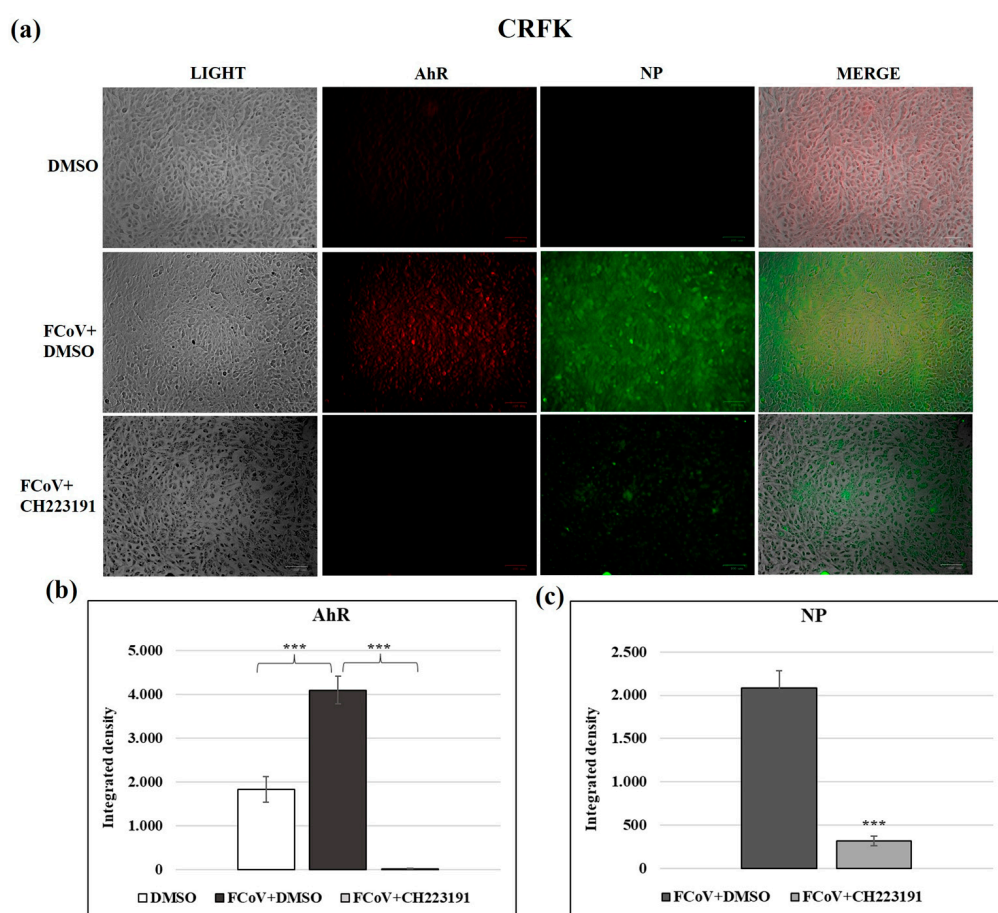 (a)
CRFK
LIGHT AhR NP MERGE
DMSO
FCoV+
DMSO
FCoV+
CH223191
(b)
AhR
*** ***
Integrated density
5.000
4.000
3.000
2.000
1.000
0
DMSO FCoV+DMSO FCoV+CH223191
(c)
NP
***
Integrated density
2.500
2.000
1.500
1.000
500
0
FCoV+DMSO FCoV+CH223191